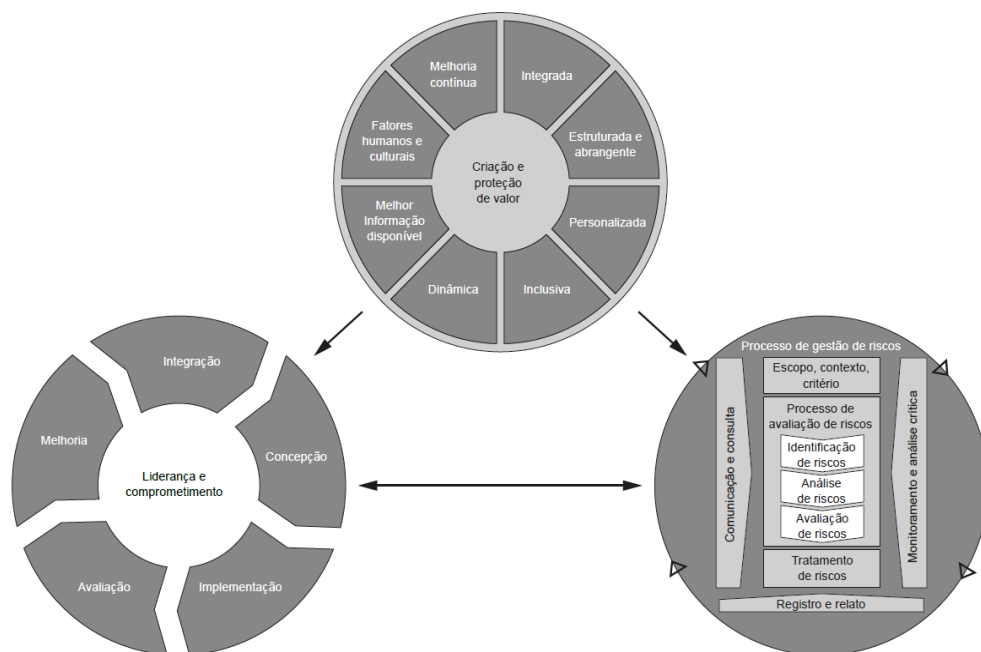 Melhoria
contínua
Integrada
Fatores
humanos e
culturais
Estruturada e
abrangente
Criação e
proteção
de valor
Melhor
Informação
disponível
Personalizada
Dinâmica
Inclusiva
Integração
Melhoria
Concepção
Liderança e
comprometimento
Avaliação
Implementação
Processo de gestão de riscos
Escopo, contexto,
critério
Processo de
avaliação de riscos
Identificação
de riscos
Análise
de riscos
Avaliação
de riscos
Tratamento
de riscos
Comunicação e consulta
Monitoramento e análise crítica
Registro e relato